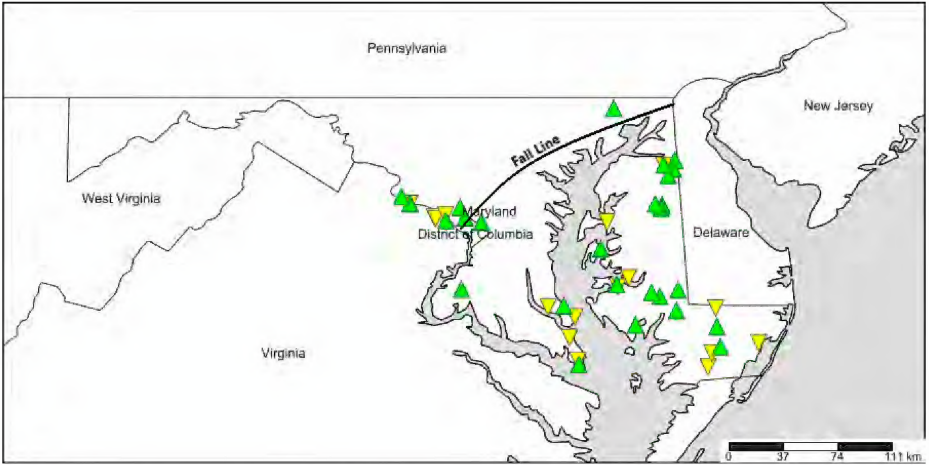 Pennsylvania
New Jersey
Fall Line
West Virginia
Maryland
District of Columbia
Delaware
Virginia
0 37 74 111 km